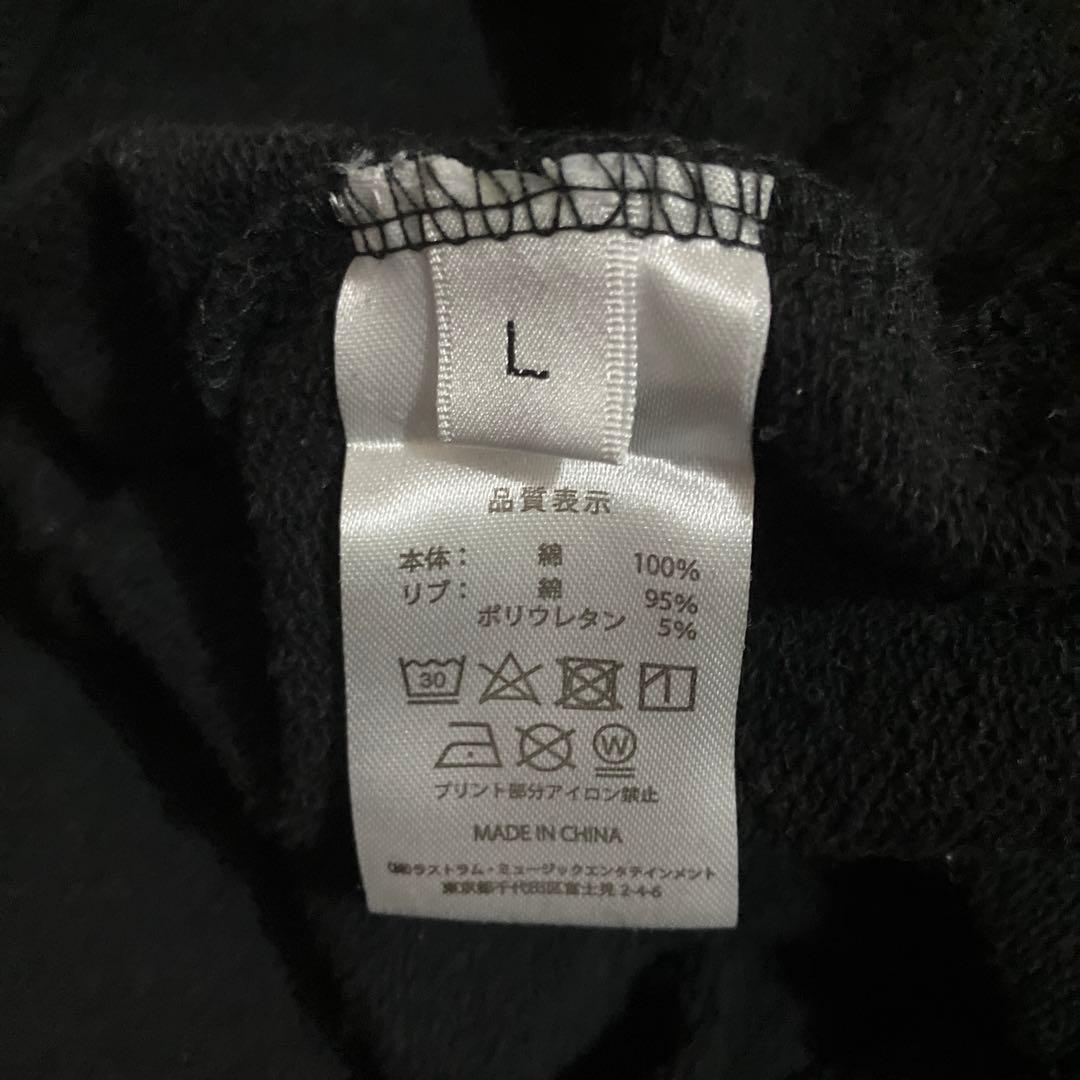 L
品質表示
本体： 綿 100%
リブ： 綿 95%
ポリウレタン 5%
30
W
プリント部分アイロン禁止
MADE IN CHINA
(株)ラストラム・ミュージックエンタテインメント
東京都千代田区富士見 2-4-6